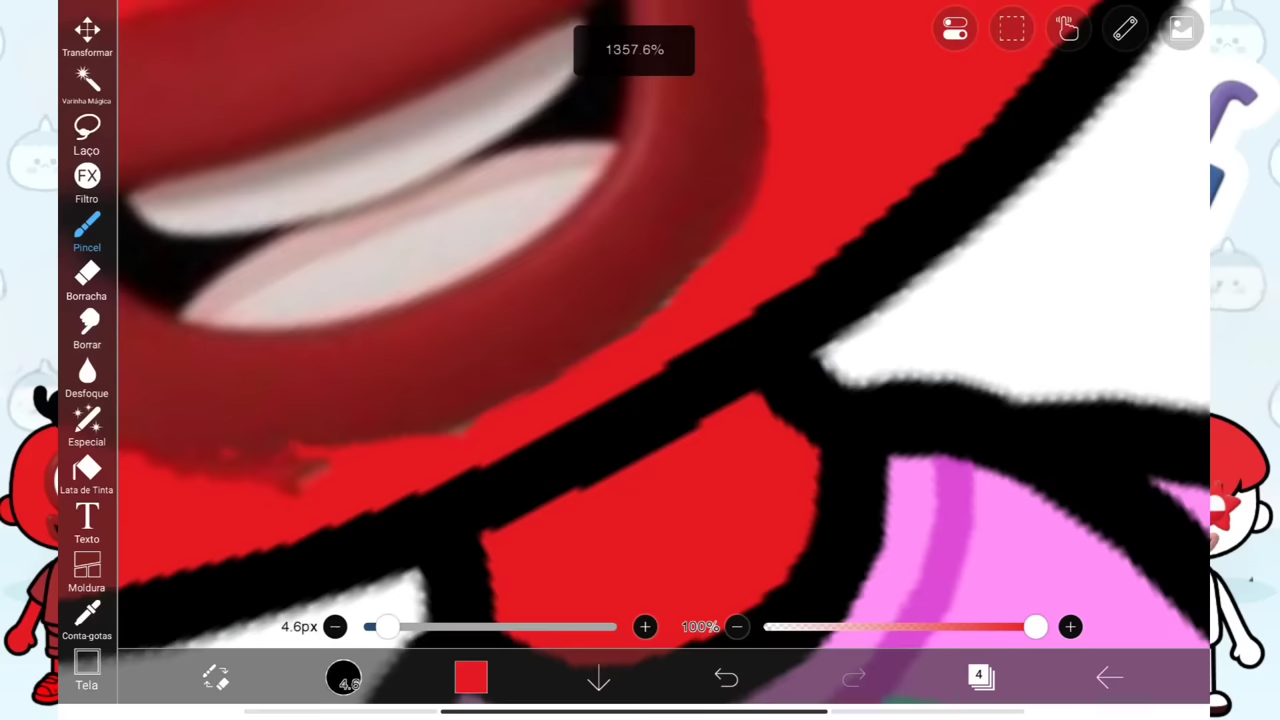 1357.6%
Transformar
Varinha Mágica
Laço
FX
Filtro
Pincel
Borracha
Borrar
Desfoque
Especial
Lata de Tinta
T
Texto
Moldura
Conta-gotas
Tela
4.6px
100%
4.6
4